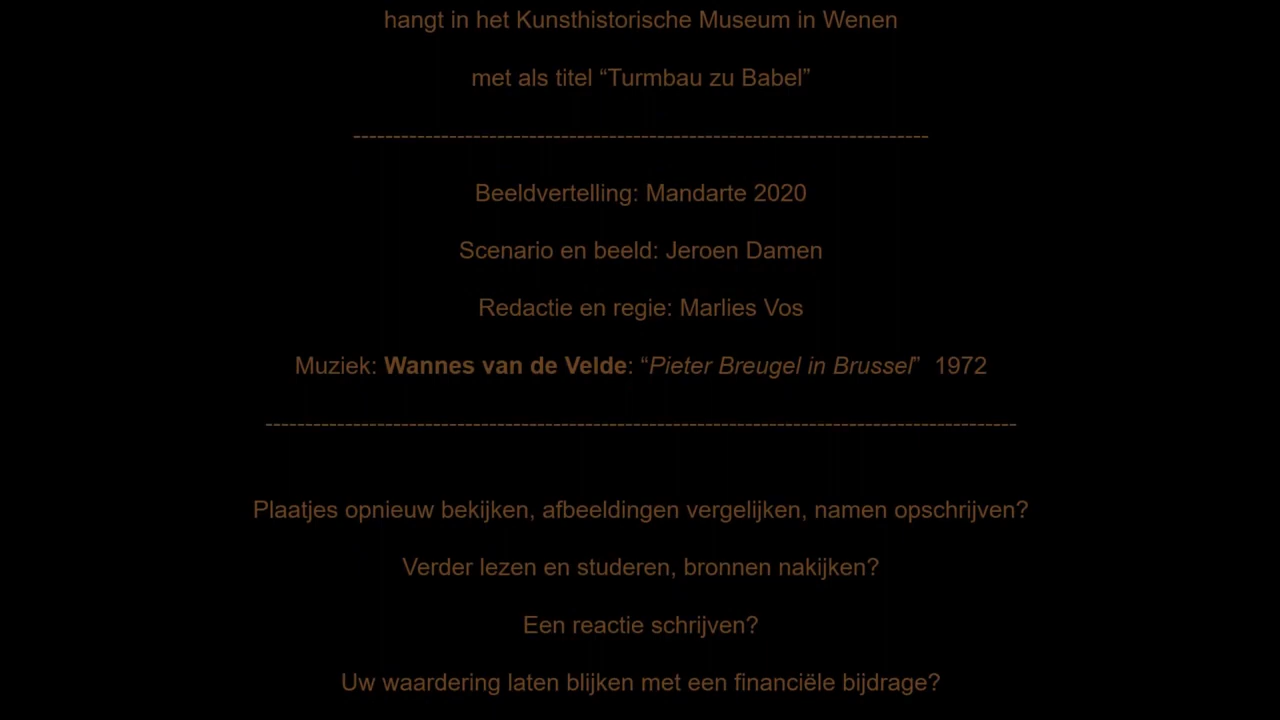 hangt in het Kunsthistorische Museum in Wenen
met als titel “Turmbau zu Babel”
-----------------------------------------------------------------------
Beeldvertelling: Mandarte 2020
Scenario en beeld: Jeroen Damen
Redactie en regie: Marlies Vos
Muziek: Wannes van de Velde: “Pieter Breugel in Brussel”  1972
---------------------------------------------------------------------------------------------
Plaatjes opnieuw bekijken, afbeeldingen vergelijken, namen opschrijven?
Verder lezen en studeren, bronnen nakijken?
Een reactie schrijven?
Uw waardering laten blijken met een financiële bijdrage?